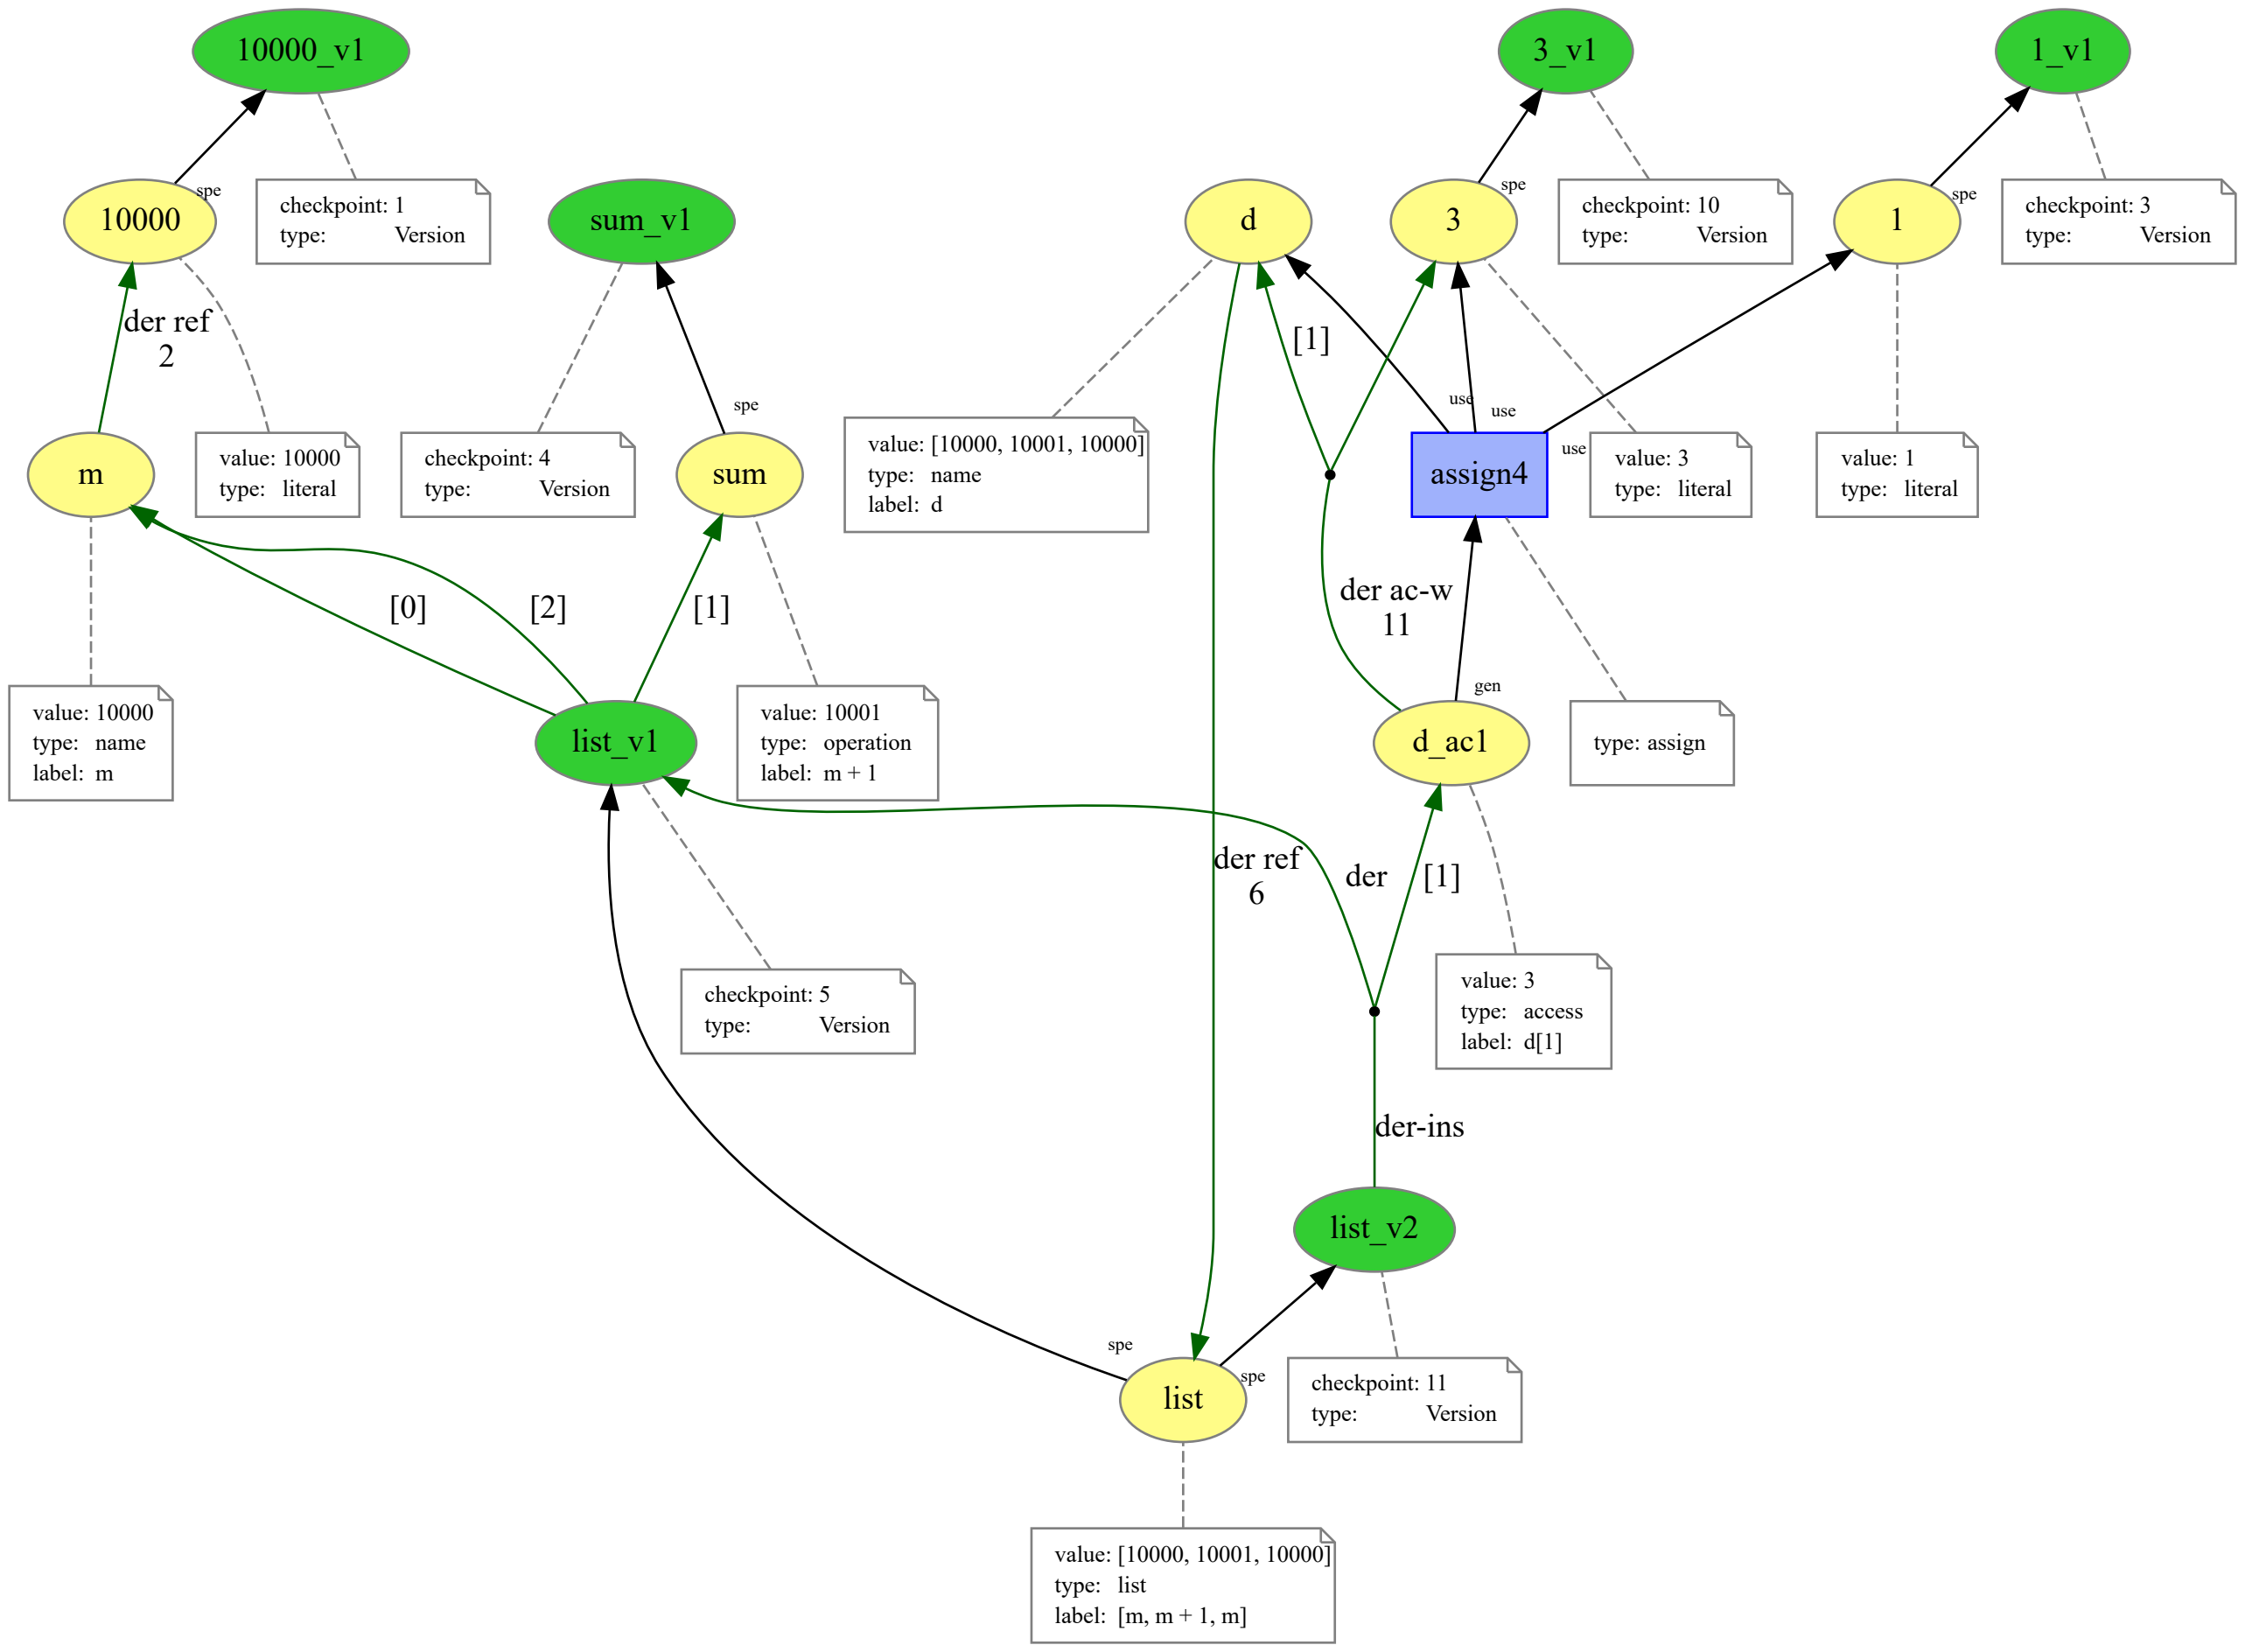 10000_v1
3_v1
1_v1
spe
checkpoint: 1
type: Version
spe
checkpoint: 10
type: Version
spe
checkpoint: 3
type: Version
10000
sum_v1
d
3
1
der ref
2
[1]
spe
use
use
use
m
value: 10000
type: literal
checkpoint: 4
type: Version
sum
value: [10000, 10001, 10000]
type: name
label: d
assign4
value: 3
type: literal
value: 1
type: literal
[0]
[2]
[1]
der ac-w
11
gen
value: 10000
type: name
label: m
list_v1
value: 10001
type: operation
label: m + 1
d_ac1
type: assign
der ref
6
der
[1]
checkpoint: 5
type: Version
value: 3
type: access
label: d[1]
der-ins
list_v2
spe
spe
list
checkpoint: 11
type: Version
value: [10000, 10001, 10000]
type: list
label: [m, m + 1, m]